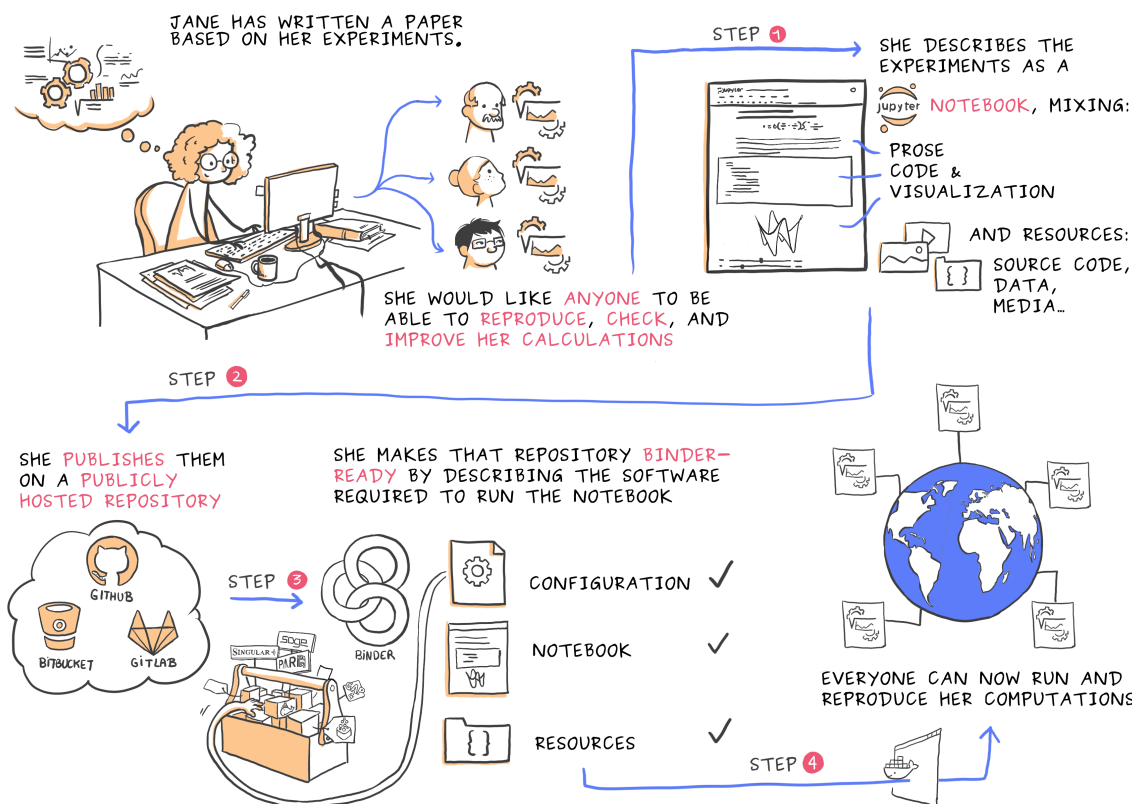 JANE HAS WRITTEN A PAPER
BASED ON HER EXPERIMENTS.
SHE WOULD LIKE ANYONE TO BE
ABLE TO REPRODUCE, CHECK, AND
IMPROVE HER CALCULATIONS
STEP 1
SHE DESCRIBES THE
EXPERIMENTS AS A
jupyter NOTEBOOK, MIXING:
Jupyter
PROSE
CODE &
VISUALIZATION
AND RESOURCES:
SOURCE CODE,
DATA,
MEDIA…
STEP 2
SHE PUBLISHES THEM
ON A PUBLICLY
HOSTED REPOSITORY
GITHUB
BITBUCKET
GITLAB
STEP 3
SHE MAKES THAT REPOSITORY BINDER-
READY BY DESCRIBING THE SOFTWARE
REQUIRED TO RUN THE NOTEBOOK
BINDER
sage
SINGULAR
PARI
CONFIGURATION
NOTEBOOK
{ } RESOURCES
STEP 4
EVERYONE CAN NOW RUN AND
REPRODUCE HER COMPUTATIONS